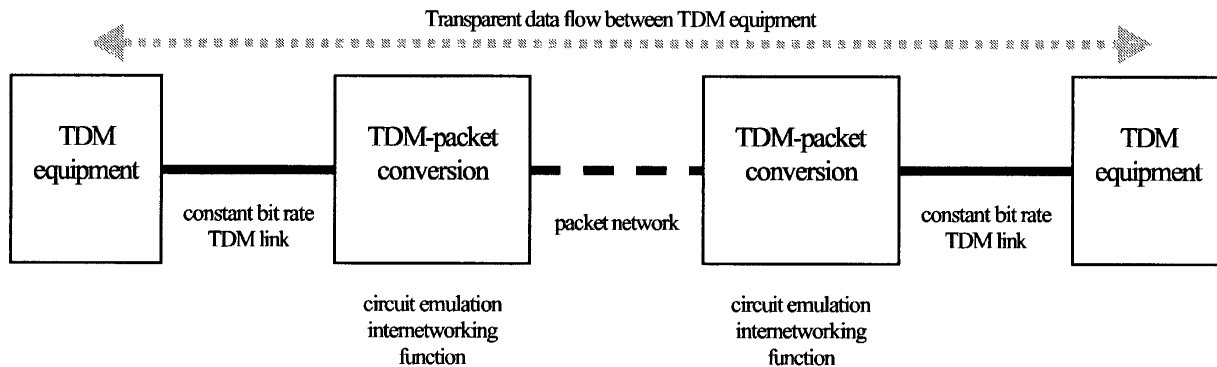 Transparent data flow between TDM equipment
TDM
equipment
TDM-packet
conversion
TDM-packet
conversion
TDM
equipment
constant bit rate
TDM link
packet network
constant bit rate
TDM link
circuit emulation
internetworking
function
circuit emulation
internetworking
function